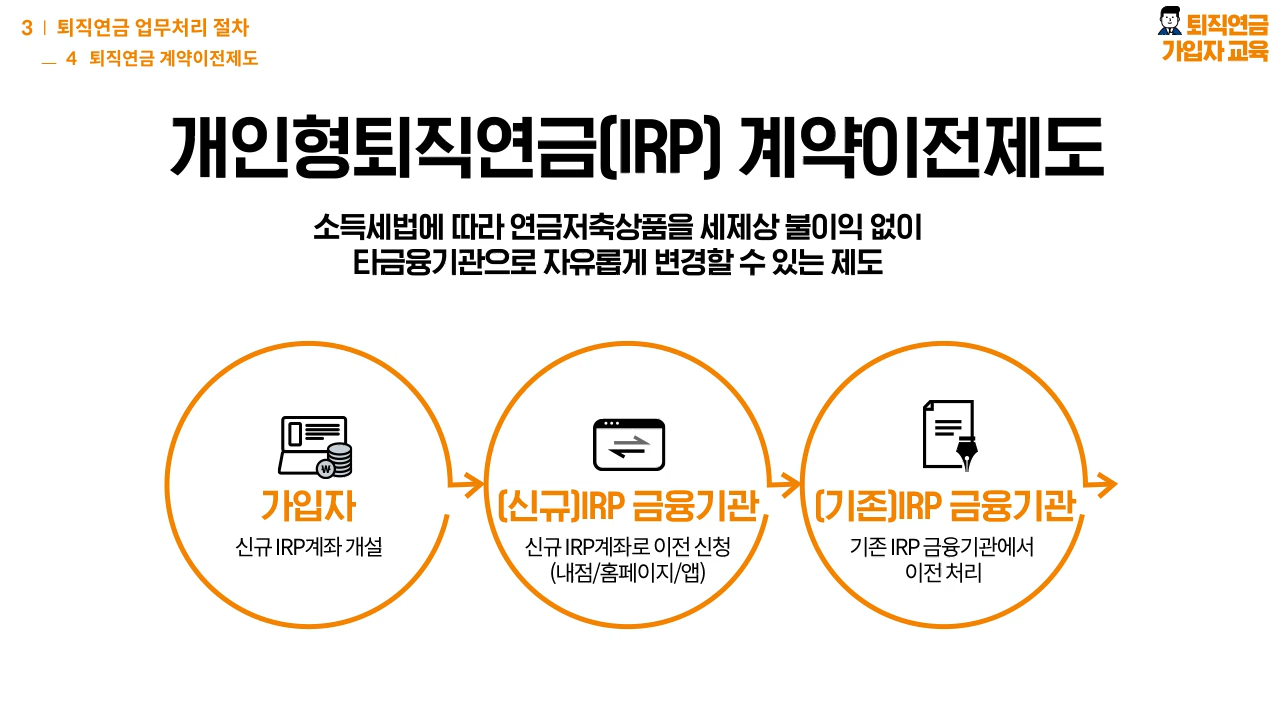 3 | 퇴직연금 업무처리 절차
4 퇴직연금 계약이전제도
퇴직연금
가입자 교육
개인형퇴직연금(IRP) 계약이전제도
소득세법에 따라 연금저축상품을 세제상 불이익 없이
타금융기관으로 자유롭게 변경할 수 있는 제도
₩
가입자
신규 IRP계좌 개설
(신규)IRP 금융기관
신규 IRP계좌로 이전 신청
(내점/홈페이지/앱)
(기존)IRP 금융기관
기존 IRP 금융기관에서
이전 처리